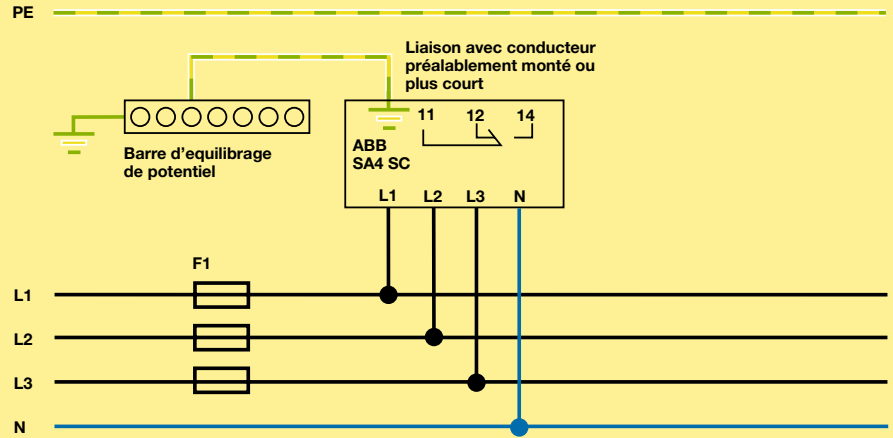 PE
Liaison avec conducteur
préalablement monté ou
plus court
11 12 14
ABB
SA4 SC
Barre d'equilibrage
de potentiel
L1 L2 L3 N
F1
L1
L2
L3
N